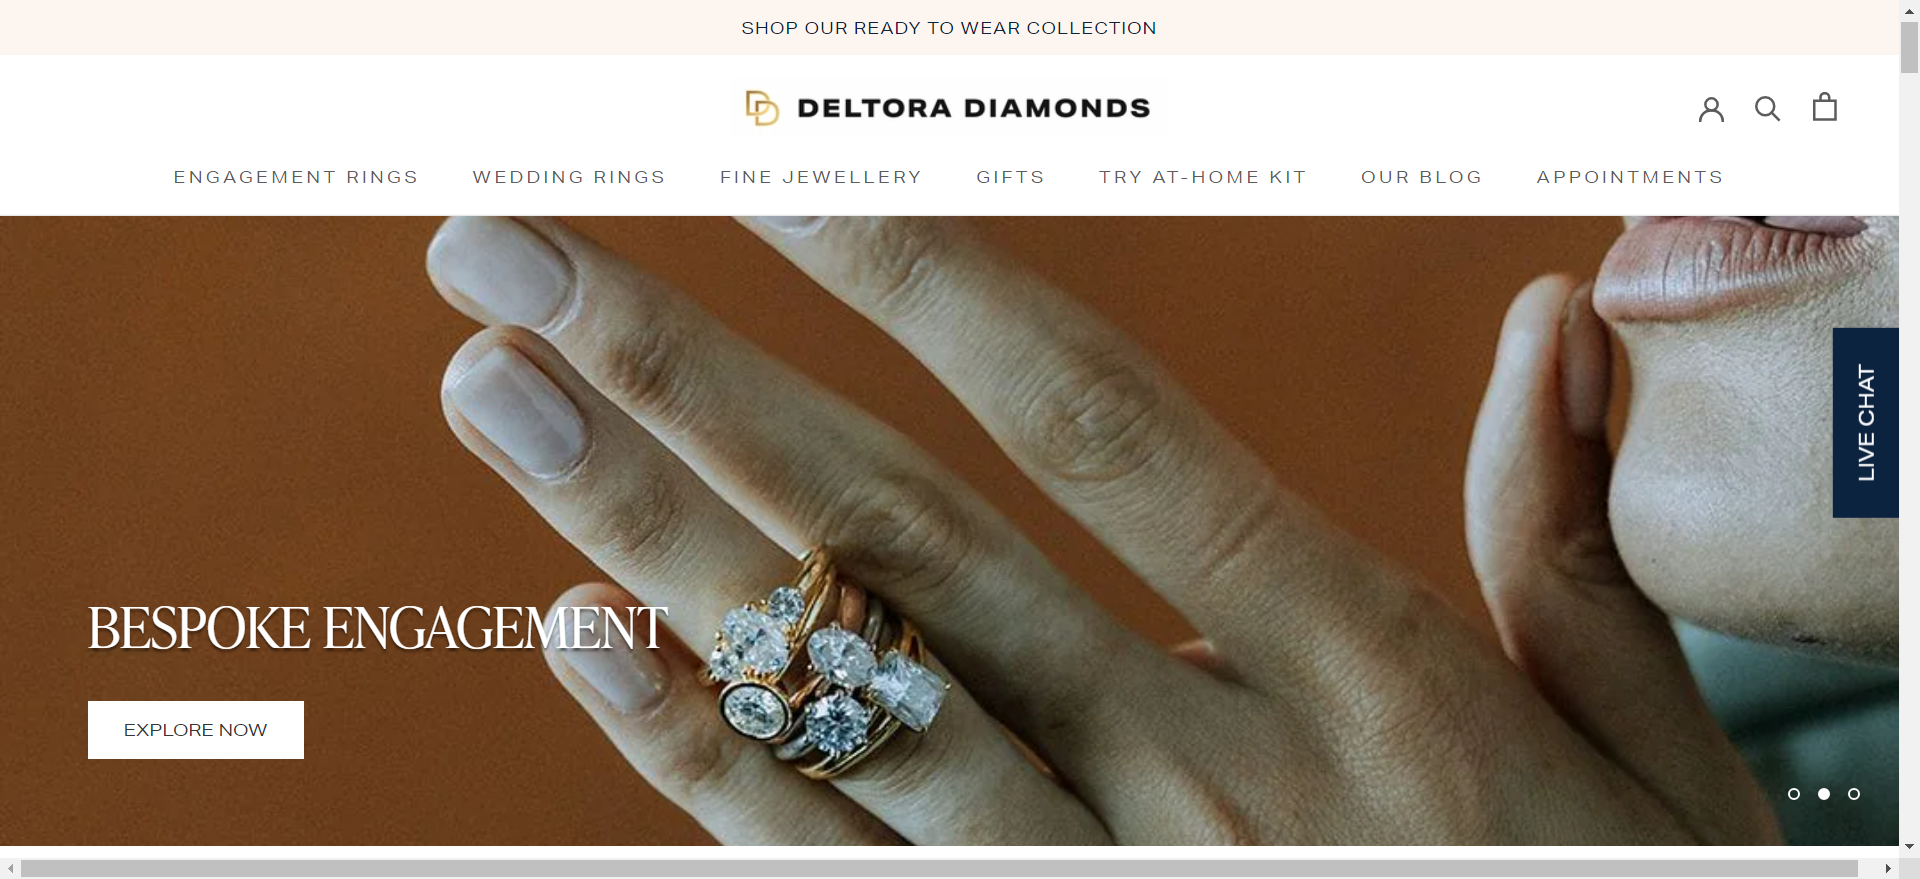 SHOP OUR READY TO WEAR COLLECTION
DELTORA DIAMONDS
ENGAGEMENT RINGS WEDDING RINGS FINE JEWELLERY GIFTS TRY AT-HOME KIT OUR BLOG APPOINTMENTS
LIVE CHAT
BESPOKE ENGAGEMENT
EXPLORE NOW